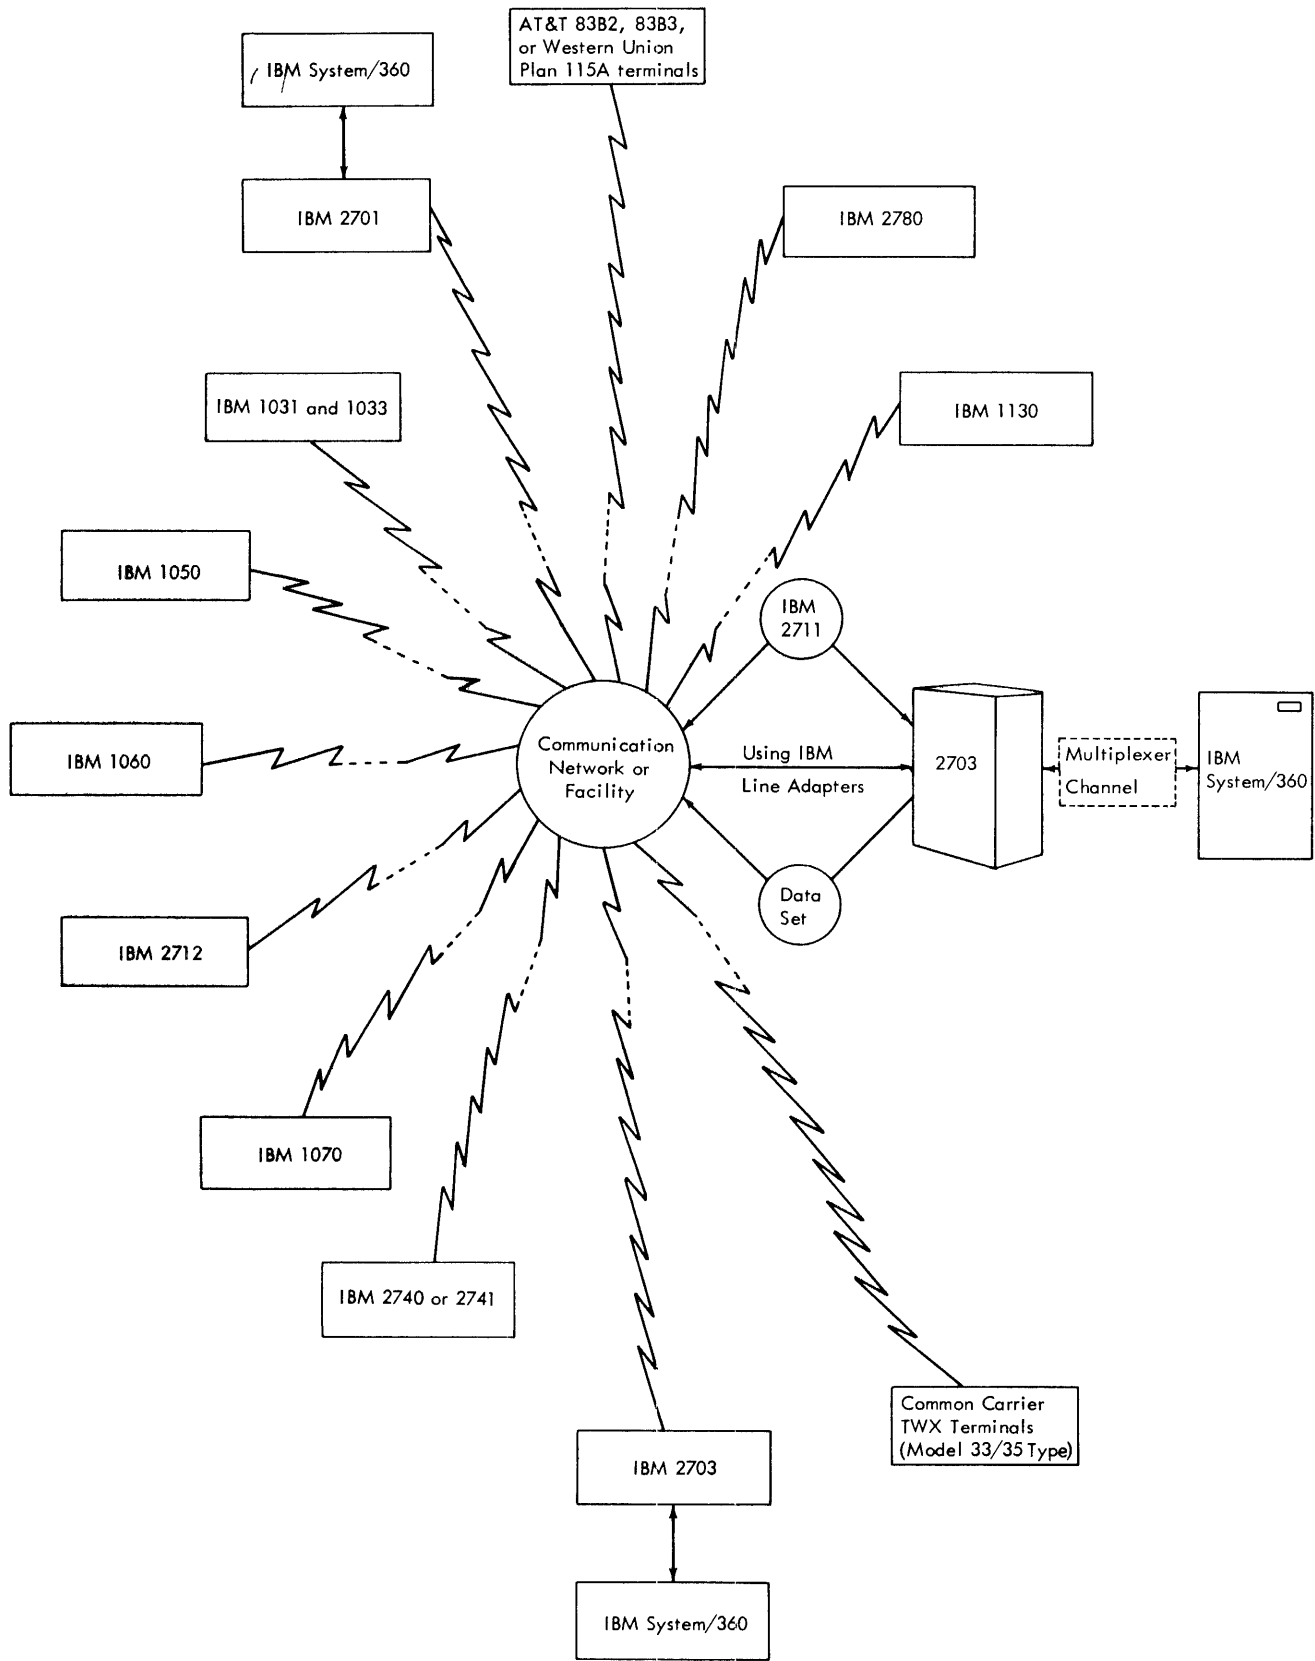 AT&T 83B2, 83B3,
or Western Union
Plan 115A terminals
IBM System/360
IBM 2701
IBM 2780
IBM 1031 and 1033
IBM 1130
IBM 1050
IBM
2711
IBM 1060
Communication
Network or
Facility
Using IBM
Line Adapters
2703
Multiplexer
Channel
IBM
System/360
IBM 2712
Data
Set
IBM 1070
IBM 2740 or 2741
Common Carrier
TWX Terminals
(Model 33/35 Type)
IBM 2703
IBM System/360